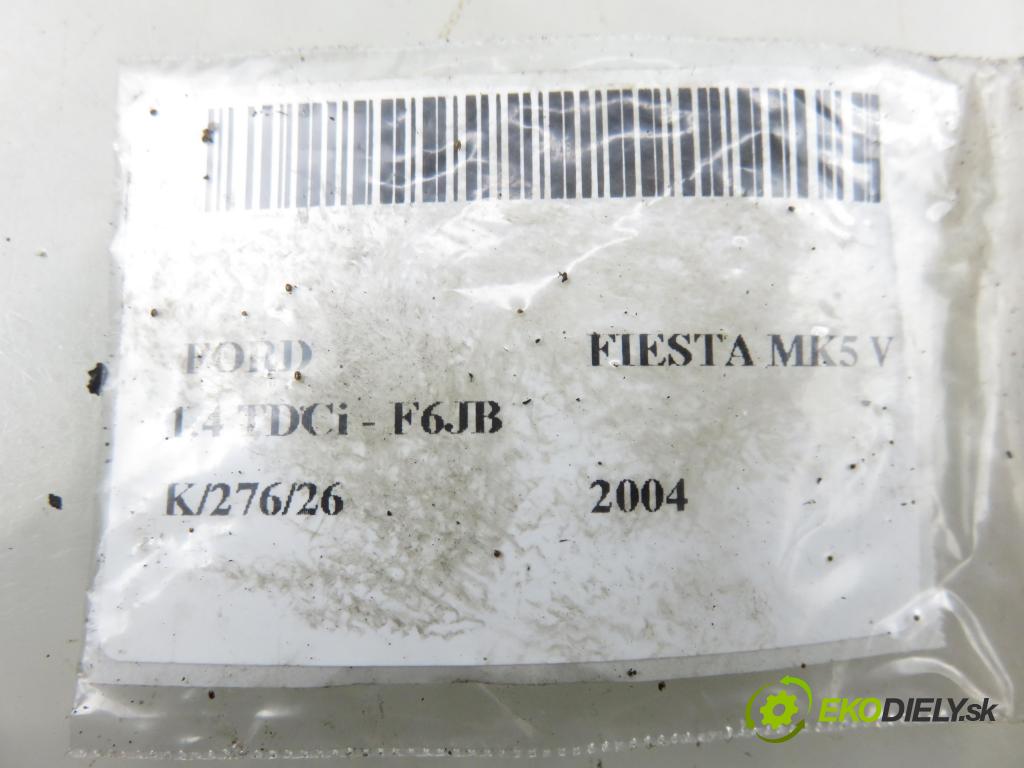 FORD FIESTA MK5 V
1.4 TDCi - F6JB
K/276/26 2004
EKODIELY.sk